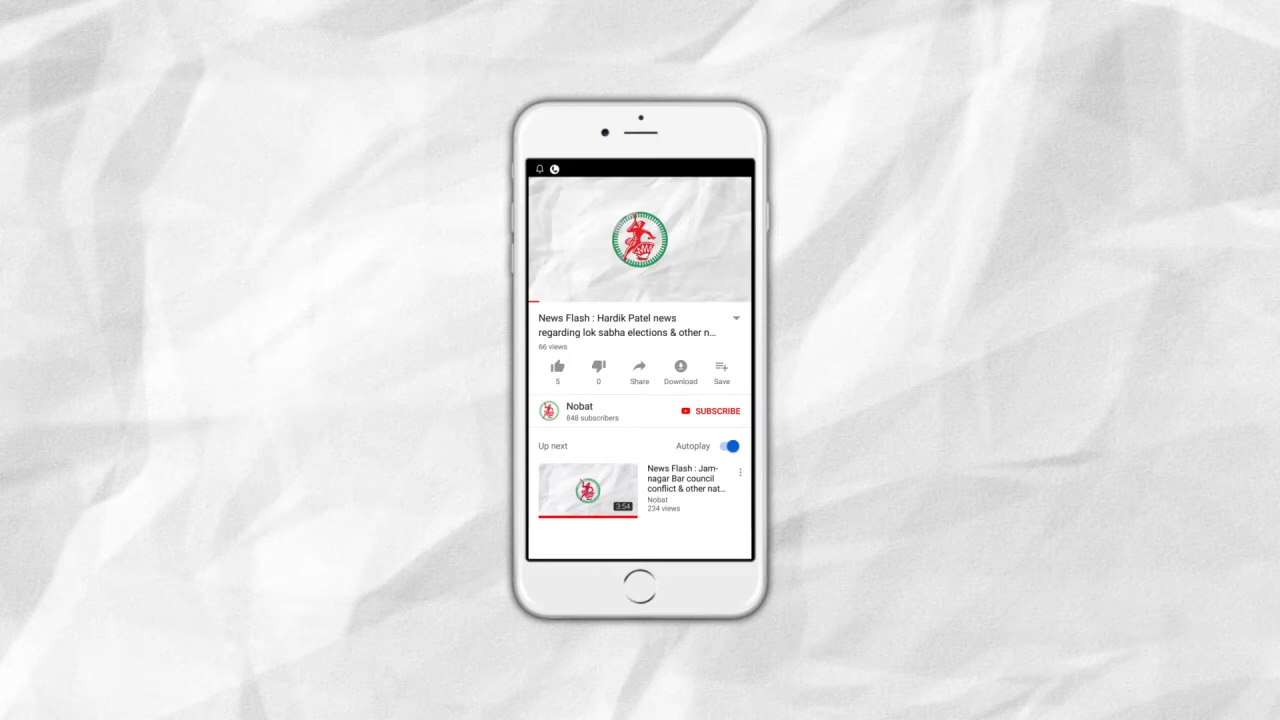 News Flash : Hardik Patel news
regarding lok sabha elections & other n...
66 views
5
0
Share
Download
Save
Nobat
848 subscribers
SUBSCRIBE
Up next
Autoplay
News Flash : Jam-
nagar Bar council
conflict & other nat...
Nobat
234 views
3:54